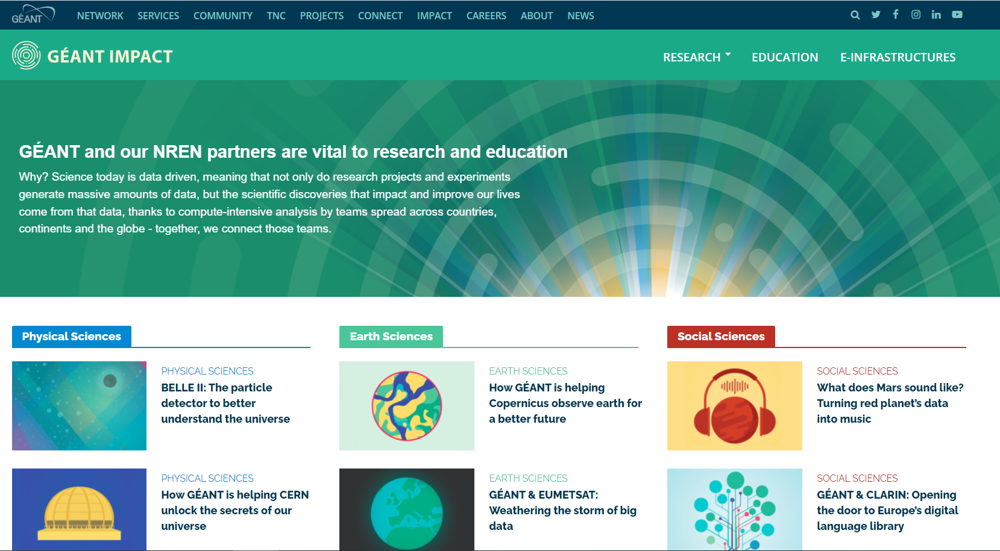 GÉANT
NETWORK SERVICES COMMUNITY TNC PROJECTS CONNECT IMPACT CAREERS ABOUT NEWS
GÉANT IMPACT
RESEARCH EDUCATION E-INFRASTRUCTURES
GÉANT and our NREN partners are vital to research and education
Why? Science today is data driven, meaning that not only do research projects and experiments
generate massive amounts of data, but the scientific discoveries that impact and improve our lives
come from that data, thanks to compute-intensive analysis by teams spread across countries,
continents and the globe - together, we connect those teams.
Physical Sciences
PHYSICAL SCIENCES
BELLE II: The particle
detector to better
understand the universe
PHYSICAL SCIENCES
How GÉANT is helping CERN
unlock the secrets of our
universe
Earth Sciences
EARTH SCIENCES
How GÉANT is helping
Copernicus observe earth for
a better future
EARTH SCIENCES
GÉANT & EUMETSAT:
Weathering the storm of big
data
Social Sciences
SOCIAL SCIENCES
What does Mars sound like?
Turning red planet's data
into music
SOCIAL SCIENCES
GÉANT & CLARIN: Opening
the door to Europe's digital
language library